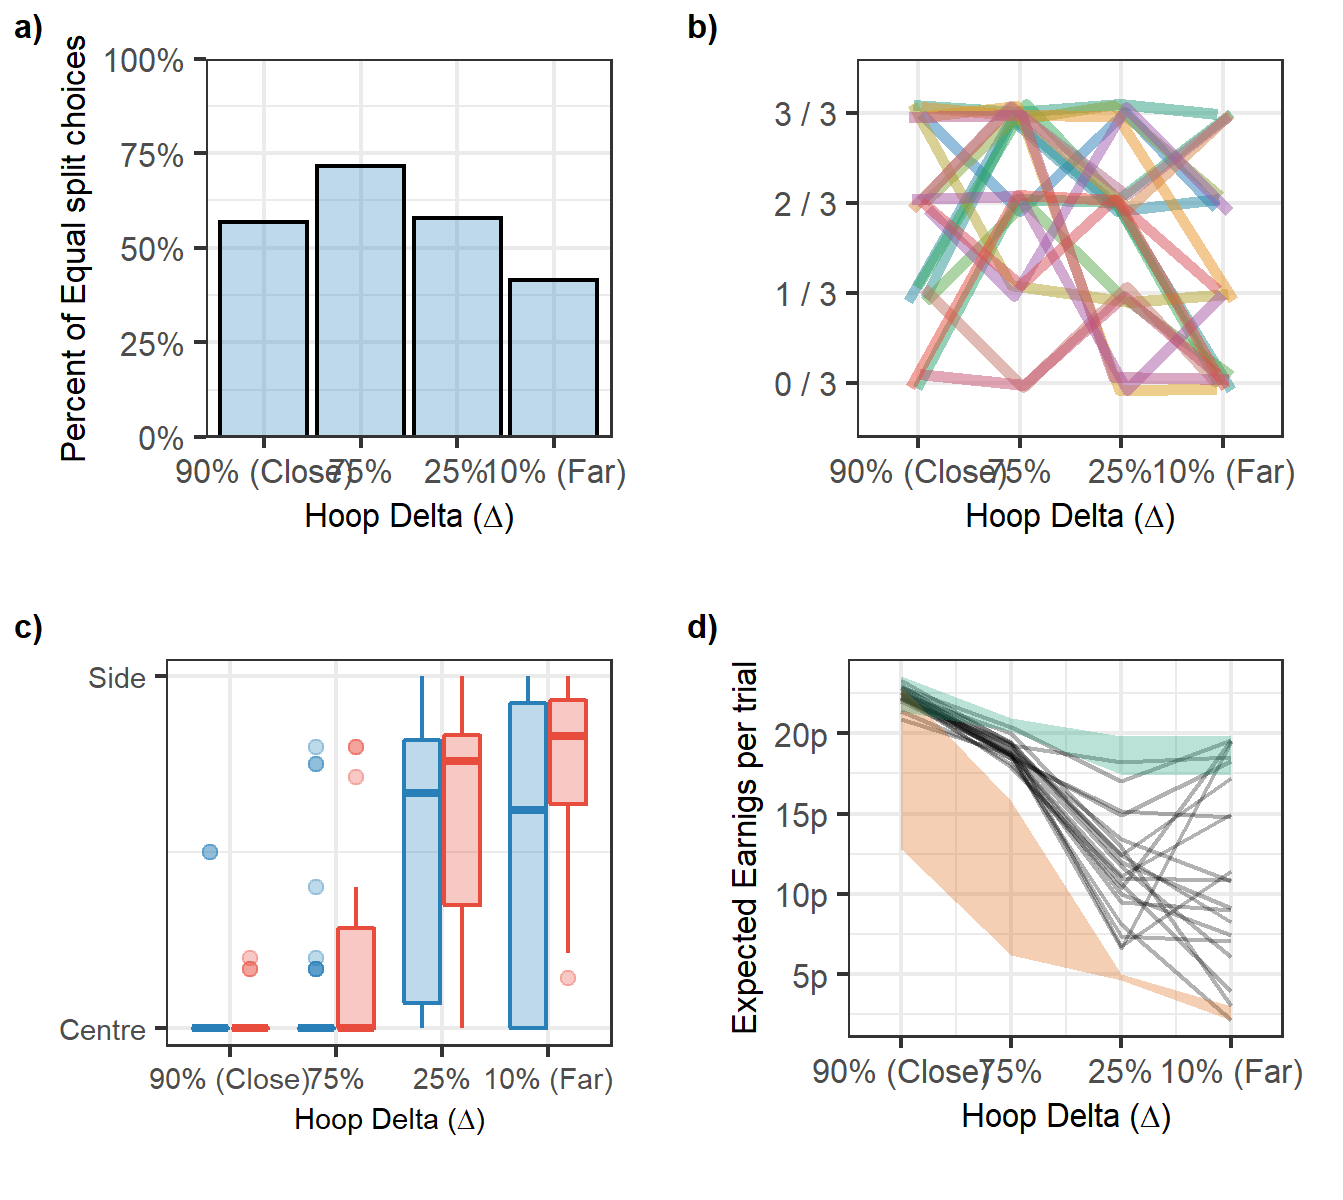 a)
Percent of Equal split choices
100%
75%
50%
25%
0%
90% (Close)
75%
25%
10% (Far)
Hoop Delta (Δ)
b)
3 / 3
2 / 3
1 / 3
0 / 3
90% (Close)
75%
25%
10% (Far)
Hoop Delta (Δ)
c)
Side
Centre
90% (Close)
75%
25%
10% (Far)
Hoop Delta (Δ)
d)
Expected Earnigs per trial
20p
15p
10p
5p
90% (Close)
75%
25%
10% (Far)
Hoop Delta (Δ)